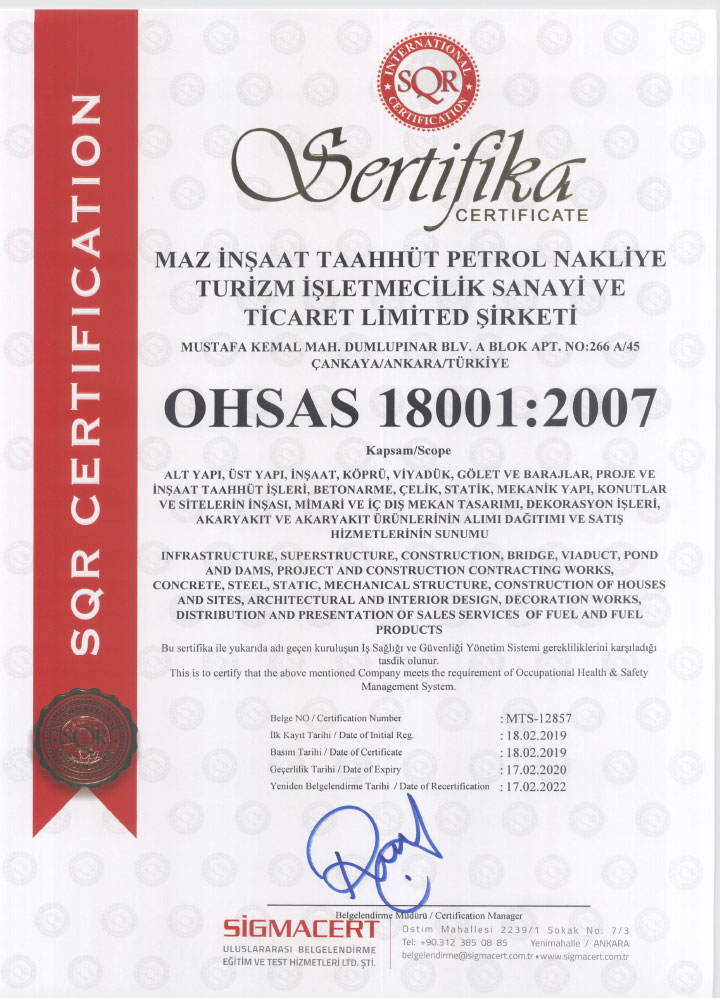 INTERNATIONAL
SQR
CERTIFICATION
Sertifika
CERTIFICATE
SQR CERTIFICATION
MAZ İNŞAAT TAAHHÜT PETROL NAKLİYE
TURİZM İŞLETMECİLİK SANAYİ VE
TİCARET LİMİTED ŞİRKETİ
MUSTAFA KEMAL MAH. DUMLUPINAR BLV. A BLOK APT. NO:266 A/45
ÇANKAYA/ANKARA/TÜRKİYE
OHSAS 18001:2007
Kapsam/Scope
ALT YAPI, ÜST YAPI, İNŞAAT, KÖPRÜ, VİYADÜK, GÖLET VE BARAJLAR, PROJE VE
İNŞAAT TAAHHÜT İŞLERİ, BETONARME, ÇELİK, STATİK, MEKANİK YAPI, KONUTLAR
VE SİTELERİN İNŞASI, MİMARİ VE İÇ DIŞ MEKAN TASARIMI, DEKORASYON İŞLERİ,
AKARYAKIT VE AKARYAKIT ÜRÜNLERİNİN ALIMI DAĞITIMI VE SATIŞ
HİZMETLERİNİN SUNUMU
INFRASTRUCTURE, SUPERSTRUCTURE, CONSTRUCTION, BRIDGE, VIADUCT, POND
AND DAMS, PROJECT AND CONSTRUCTION CONTRACTING WORKS,
CONCRETE, STEEL, STATIC, MECHANICAL STRUCTURE, CONSTRUCTION OF HOUSES
AND SITES, ARCHITECTURAL AND INTERIOR DESIGN, DECORATION WORKS,
DISTRIBUTION AND PRESENTATION OF SALES SERVICES OF FUEL AND FUEL
PRODUCTS
Bu sertifika ile yukarıda adı geçen kuruluşun İş Sağlığı ve Güvenliği Yönetim Sistemi gerekliliklerini karşıladığı
tasdik olunur.
This is to certify that the above mentioned Company meets the requirement of Occupational Health & Safety
Management System.
Belge NO / Certification Number : MTS-12857
İlk Kayıt Tarihi / Date of Initial Reg. : 18.02.2019
Basım Tarihi / Date of Certificate : 18.02.2019
Geçerlilik Tarihi / Date of Expiry : 17.02.2020
Yeniden Belgelendirme Tarihi / Date of Recertification : 17.02.2022
SQR
Belgelendirme Müdürü / Certification Manager
SİGMACERT
ULUSLARARASI BELGELENDİRME
EĞİTİM VE TEST HİZMETLERİ LTD. ŞTİ.
Ostim Mahallesi 2239/1 Sokak No: 7/3
Tel: +90.312 385 08 85 Yenimahalle / ANKARA
belgelendirme@sigmacert.com.tr • www.sigmacert.com.tr